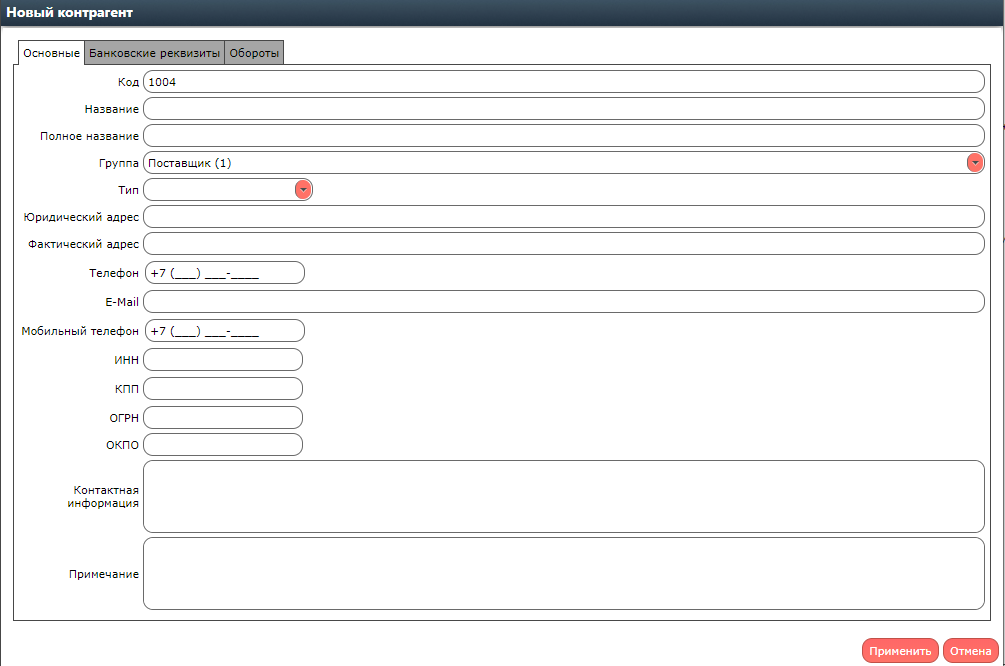 Новый контрагент
Основные Банковские реквизиты Обороты
Код 1004
Название
Полное название
Группа Поставщик (1)
Тип
Юридический адрес
Фактический адрес
Телефон +7 (___) ___-____
E-Mail
Мобильный телефон +7 (___) ___-____
ИНН
КПП
ОГРН
ОКПО
Контактная
информация
Примечание
Применить Отмена